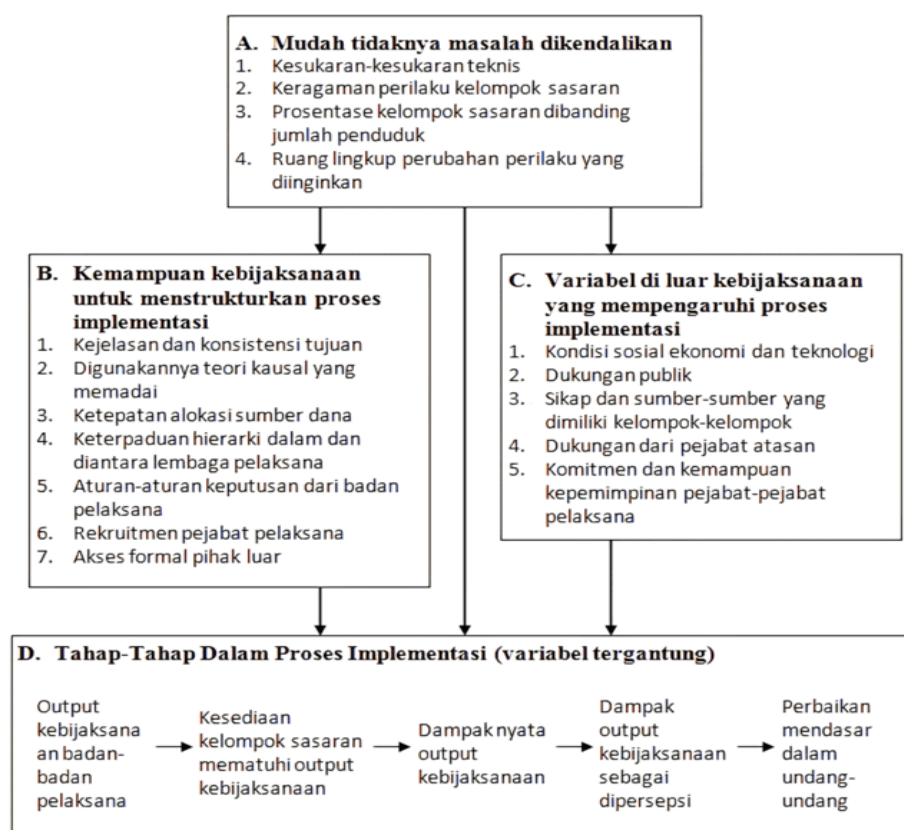 A. Mudah tidaknya masalah dikendalikan
1. Kesukaran-kesukaran teknis
2. Keragaman perilaku kelompok sasaran
3. Prosentase kelompok sasaran dibanding
jumlah penduduk
4. Ruang lingkup perubahan perilaku yang
diinginkan
B. Kemampuan kebijaksanaan
untuk menstrukturkan proses
implementasi
1. Kejelasan dan konsistensi tujuan
2. Digunakannya teori kausal yang
memadai
3. Ketepatan alokasi sumber dana
4. Keterpaduan hierarki dalam dan
diantara lembaga pelaksana
5. Aturan-aturan keputusan dari badan
pelaksana
6. Rekruitmen pejabat pelaksana
7. Akses formal pihak luar
C. Variabel di luar kebijaksanaan
yang mempengaruhi proses
implementasi
1. Kondisi sosial ekonomi dan teknologi
2. Dukungan publik
3. Sikap dan sumber-sumber yang
dimiliki kelompok-kelompok
4. Dukungan dari pejabat atasan
5. Komitmen dan kemampuan
kepemimpinan pejabat-pejabat
pelaksana
D. Tahap-Tahap Dalam Proses Implementasi (variabel tergantung)
Output
kebijaksana
an badan-
badan
pelaksana
Kesediaan
kelompok sasaran
mematuhi output
kebijaksanaan
Dampak nyata
output
kebijaksanaan
Dampak
output
kebijaksanaan
sebagai
dipersepsi
Perbaikan
mendasar
dalam
undang-
undang